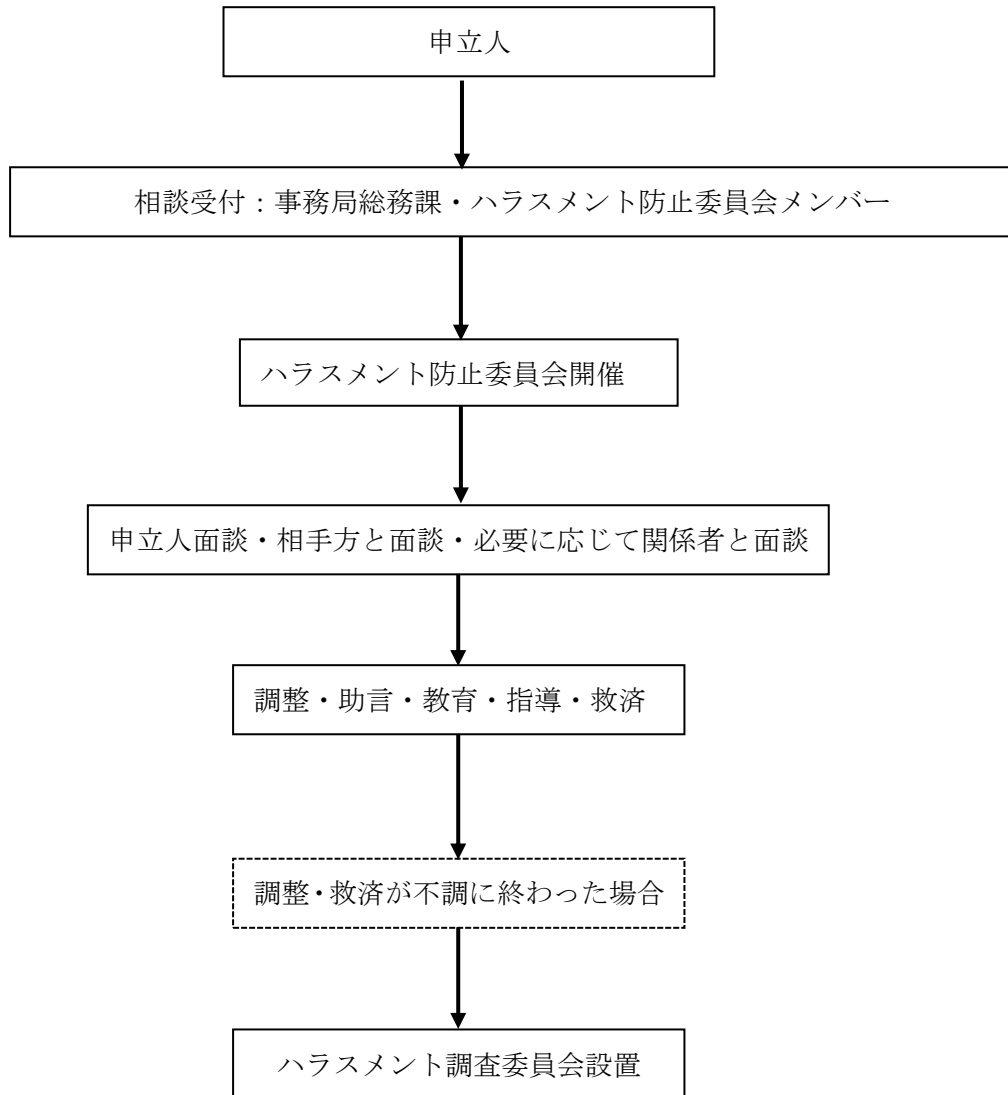 申立人
相談受付：事務局総務課・ハラスメント防止委員会メンバー
ハラスメント防止委員会開催
申立人面談・相手方と面談・必要に応じて関係者と面談
調整・助言・教育・指導・救済
調整・救済が不調に終わった場合
ハラスメント調査委員会設置